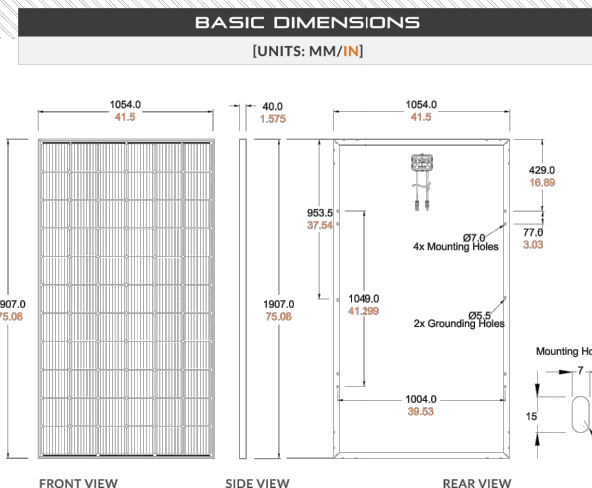 BASIC DIMENSIONS
[UNITS: MM/IN]
1054.0
41.5
40.0
1.575
1054.0
41.5
429.0
16.89
953.5
37.54
Ø7.0
4x Mounting Holes
77.0
3.03
907.0
75.08
1907.0
75.08
1049.0
41.299
Ø5.5
2x Grounding Holes
Mounting Ho
7
15
1004.0
39.53
FRONT VIEW
SIDE VIEW
REAR VIEW